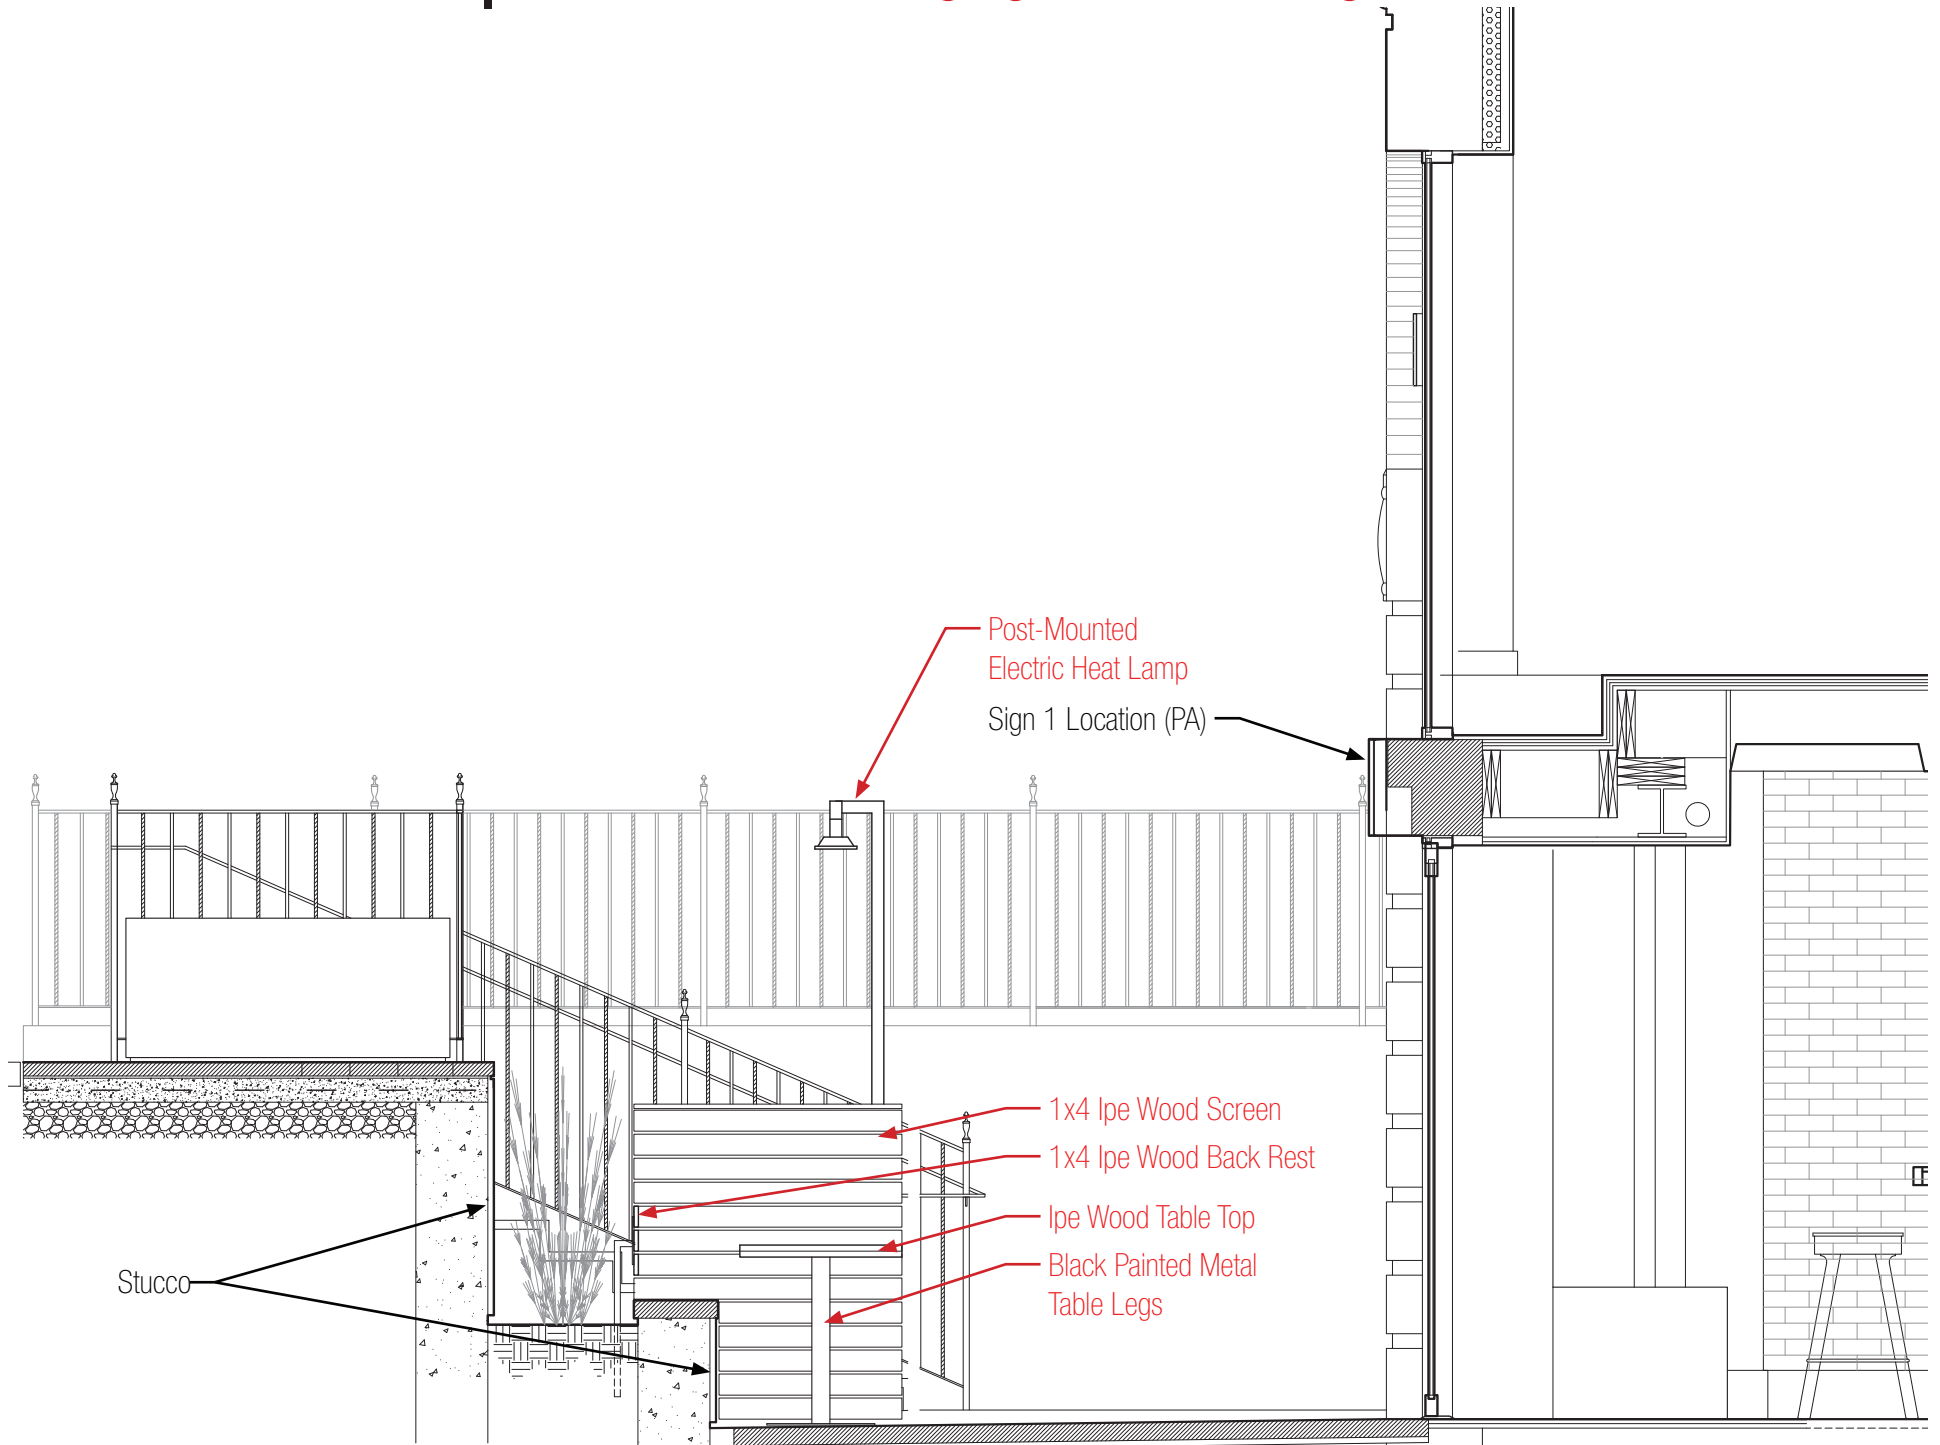 Post-Mounted
Electric Heat Lamp
Sign 1 Location (PA)
1x4 Ipe Wood Screen
1x4 Ipe Wood Back Rest
Ipe Wood Table Top
Black Painted Metal
Table Legs
Stucco